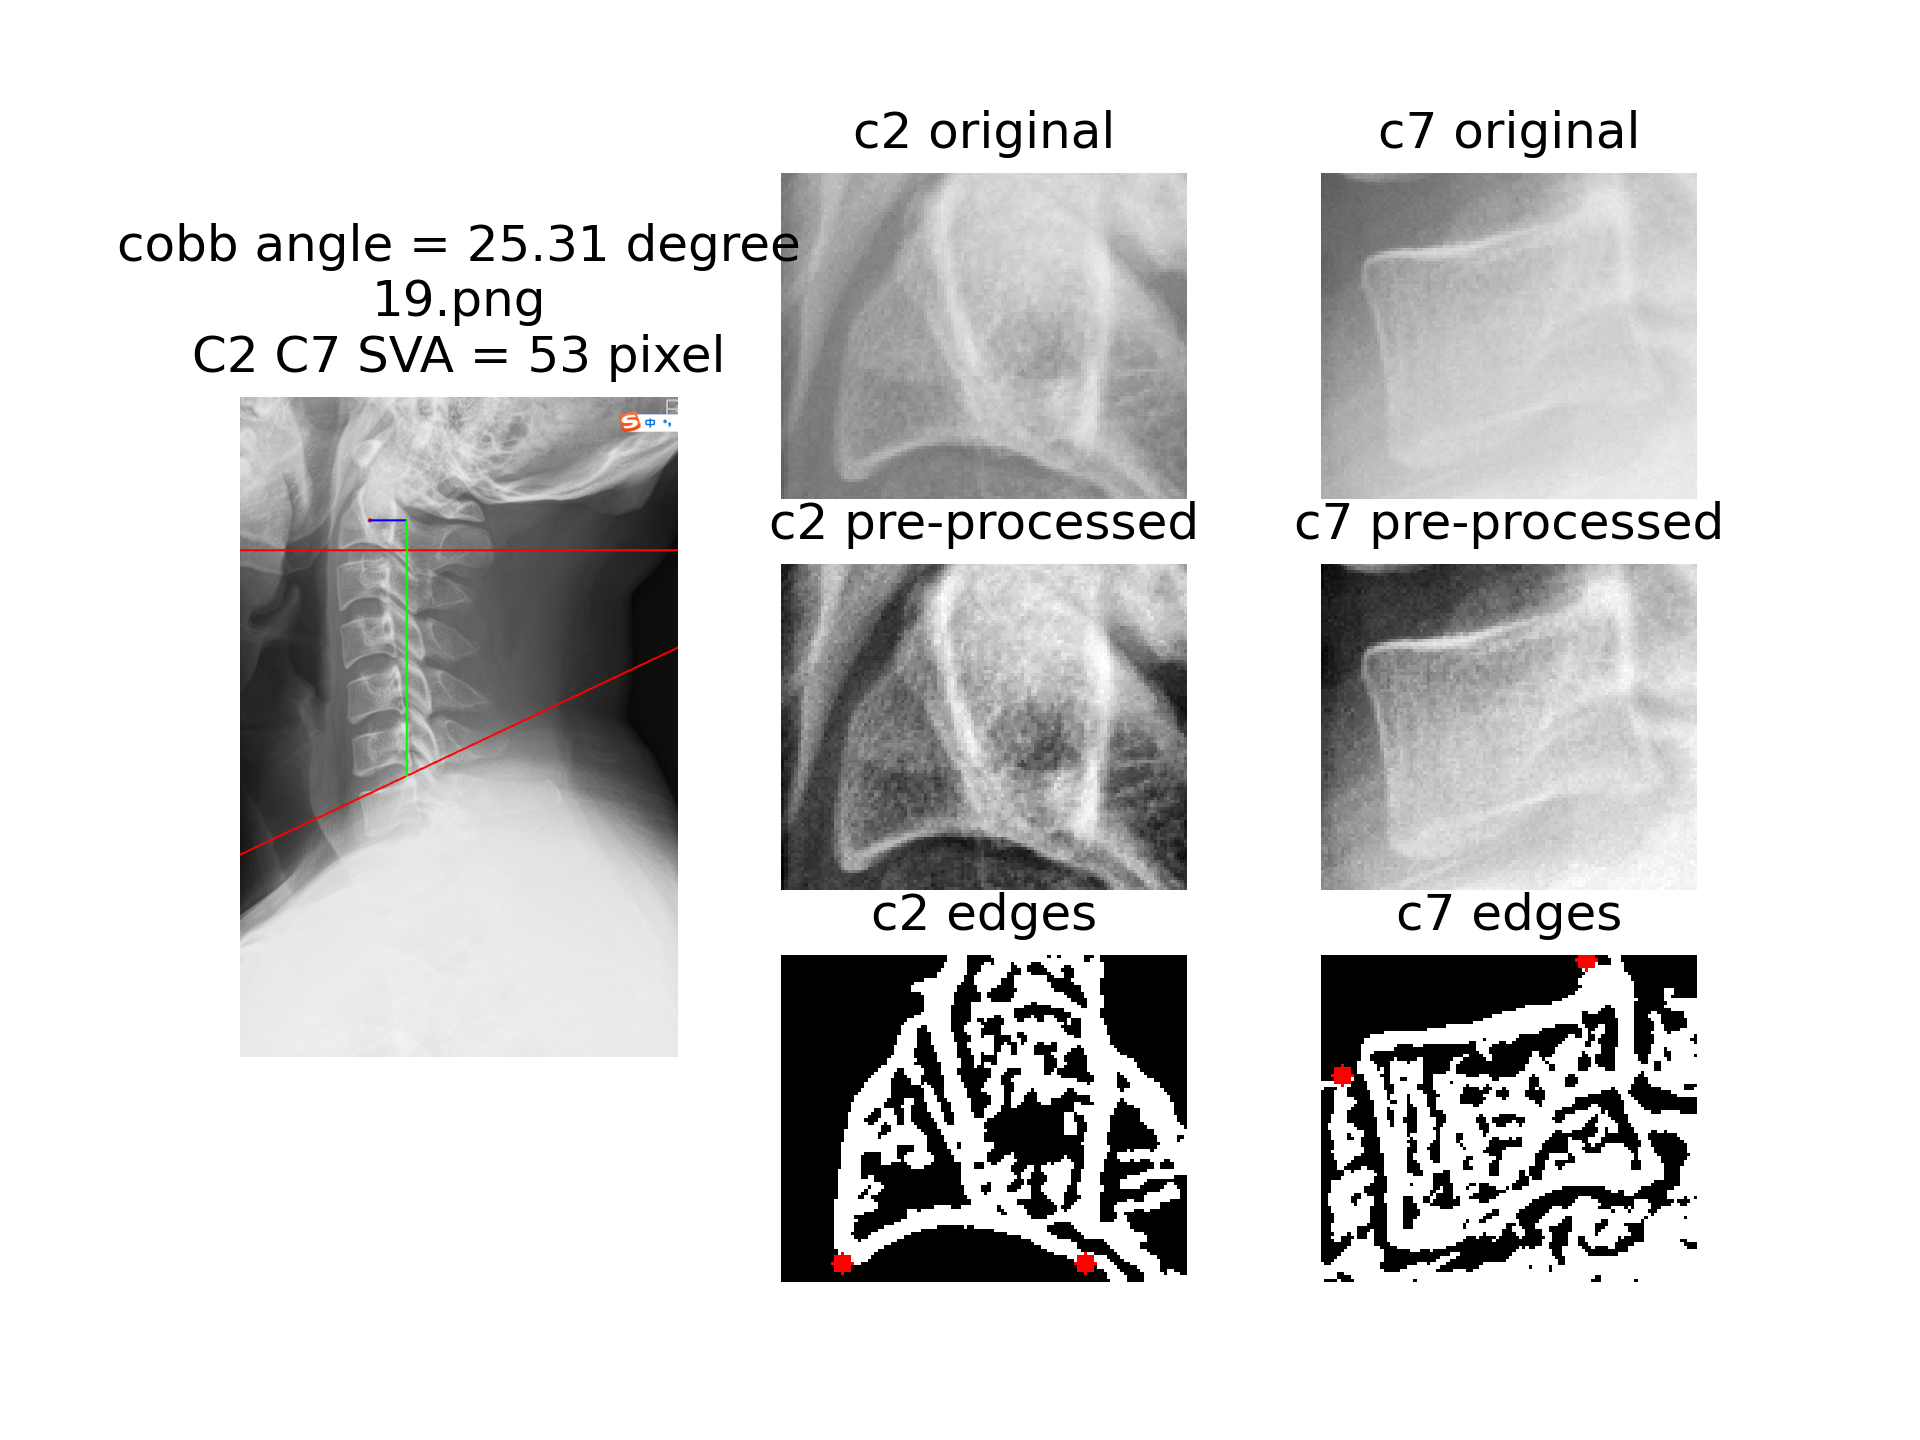 cobb angle = 25.31 degree
19.png
C2 C7 SVA = 53 pixel
S 中 °,
c2 original
c7 original
c2 pre-processed
c7 pre-processed
c2 edges
c7 edges